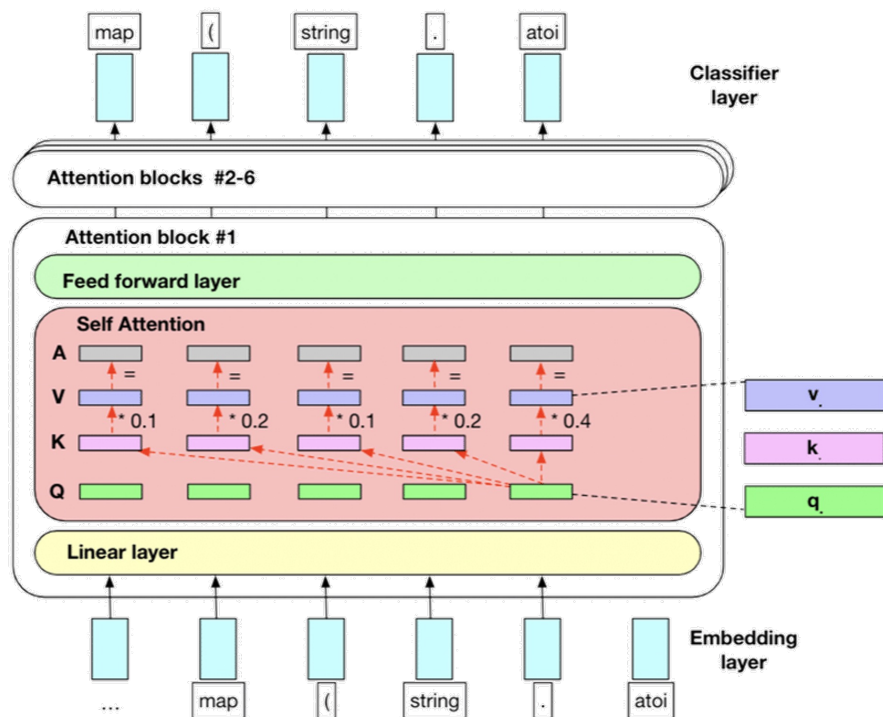 map ( string . atoi
Classifier
layer
Attention blocks #2-6
Attention block #1
Feed forward layer
Self Attention
A
= = = = =
V
v.
* 0.1 * 0.2 * 0.1 * 0.2 * 0.4
K
k.
Q
q.
Linear layer
Embedding
layer
... map ( string . atoi